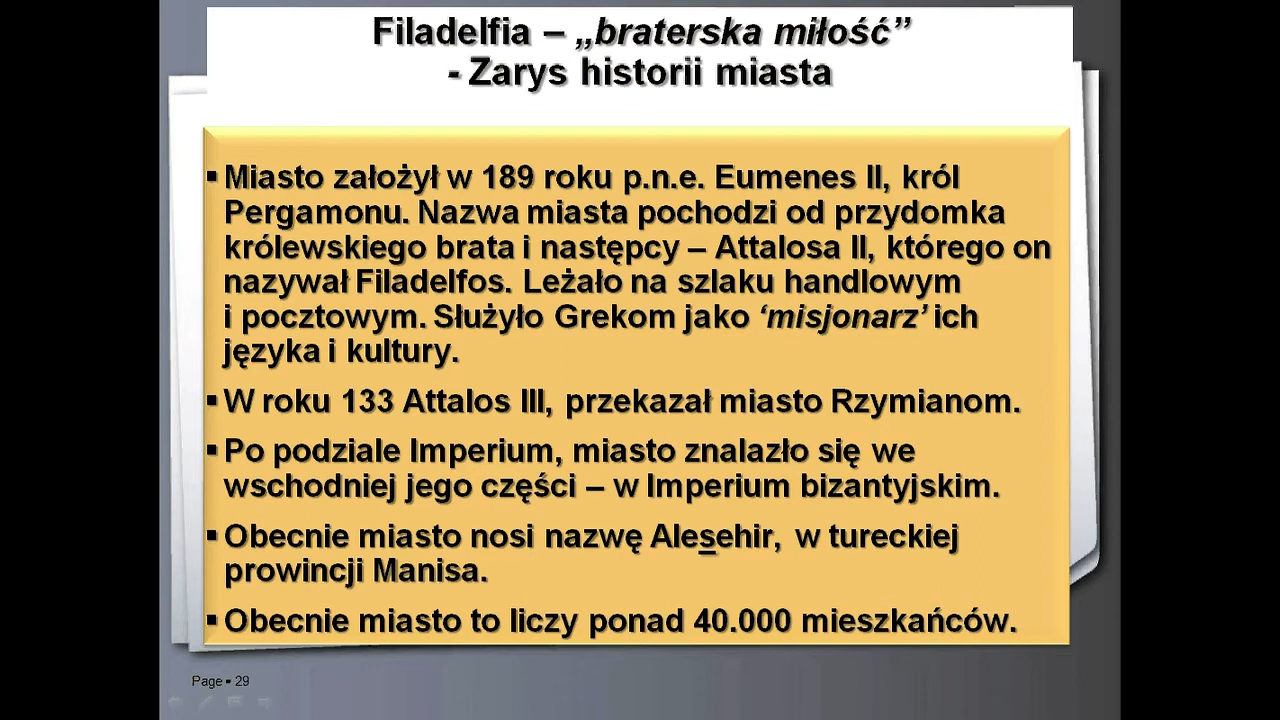 Filadelfia – „braterska miłość”
- Zarys historii miasta
▪ Miasto założył w 189 roku p.n.e. Eumenes II, król
Pergamonu. Nazwa miasta pochodzi od przydomka
królewskiego brata i następcy – Attalosa II, którego on
nazywał Filadelfos. Leżało na szlaku handlowym
i pocztowym. Służyło Grekom jako ‘misjonarz’ ich
języka i kultury.
▪ W roku 133 Attalos III, przekazał miasto Rzymianom.
▪ Po podziale Imperium, miasto znalazło się we
wschodniej jego części – w Imperium bizantyjskim.
▪ Obecnie miasto nosi nazwę Alesehir, w tureckiej
prowincji Manisa.
▪ Obecnie miasto to liczy ponad 40.000 mieszkańców.
Page ▪ 29